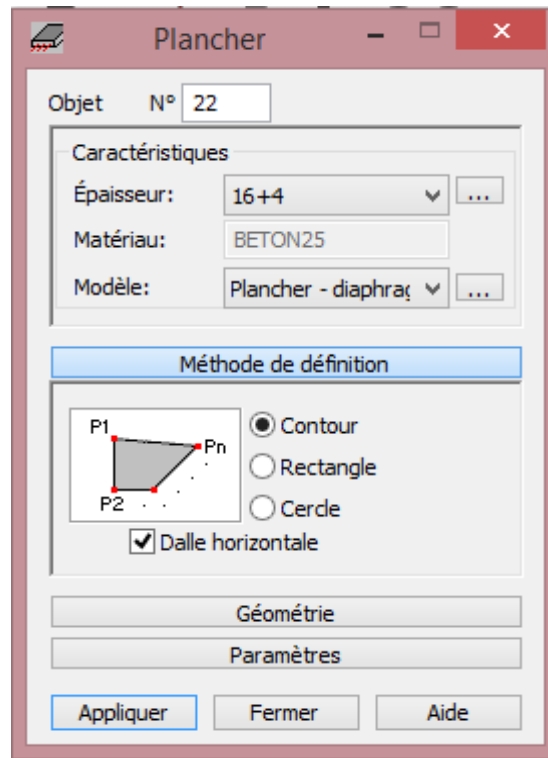 Plancher
Objet N° 22
Caractéristiques
Épaisseur: 16+4 ...
Matériau: BETON25
Modèle: Plancher - diaphraç ...
Méthode de définition
P1
Pn
P2
Contour
Rectangle
Cercle
Dalle horizontale
Géométrie
Paramètres
Appliquer Fermer Aide